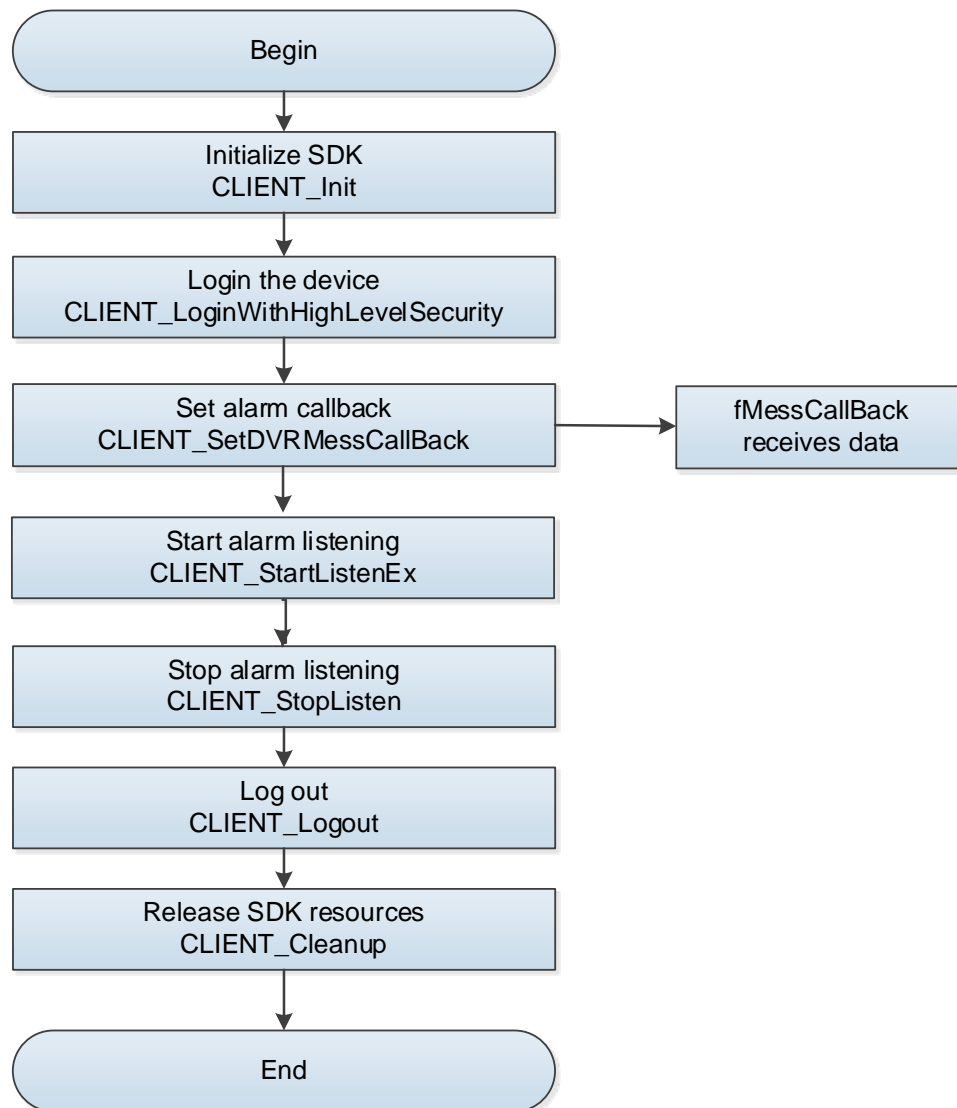 Begin
Initialize SDK
CLIENT_Init
Login the device
CLIENT_LoginWithHighLevelSecurity
Set alarm callback
CLIENT_SetDVRMessCallBack
fMessCallBack
receives data
Start alarm listening
CLIENT_StartListenEx
Stop alarm listening
CLIENT_StopListen
Log out
CLIENT_Logout
Release SDK resources
CLIENT_Cleanup
End